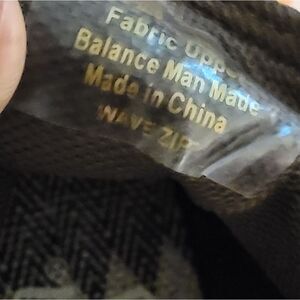 Fabric Upper
Balance Man Made
Made in China
WAVE ZIP